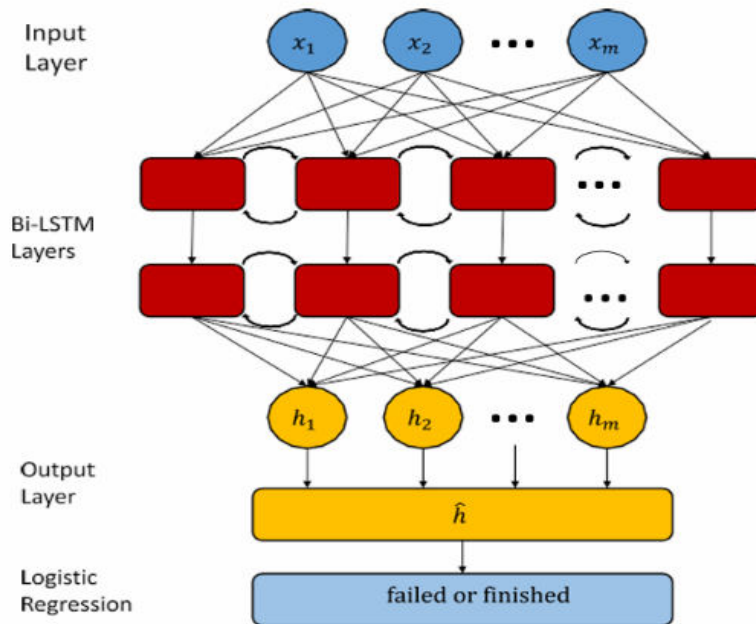 Input
Layer
x₁ x₂ ... xₘ
Bi-LSTM
Layers
h₁ h₂ ... hₘ
Output
Layer
ĥ
Logistic
Regression
failed or finished